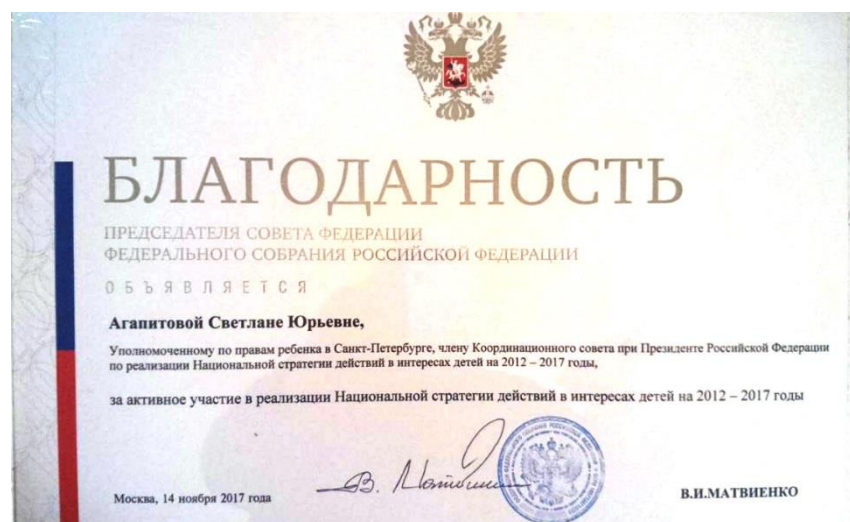 БЛАГОДАРНОСТЬ
ПРЕДСЕДАТЕЛЯ СОВЕТА ФЕДЕРАЦИИ
ФЕДЕРАЛЬНОГО СОБРАНИЯ РОССИЙСКОЙ ФЕДЕРАЦИИ
ОБЪЯВЛЯЕТСЯ
Агапитовой Светлане Юрьевне,
Уполномоченному по правам ребенка в Санкт-Петербурге, члену Координационного совета при Президенте Российской Федерации
по реализации Национальной стратегии действий в интересах детей на 2012 – 2017 годы,
за активное участие в реализации Национальной стратегии действий в интересах детей на 2012 – 2017 годы
Москва, 14 ноября 2017 года
В.И.МАТВИЕНКО